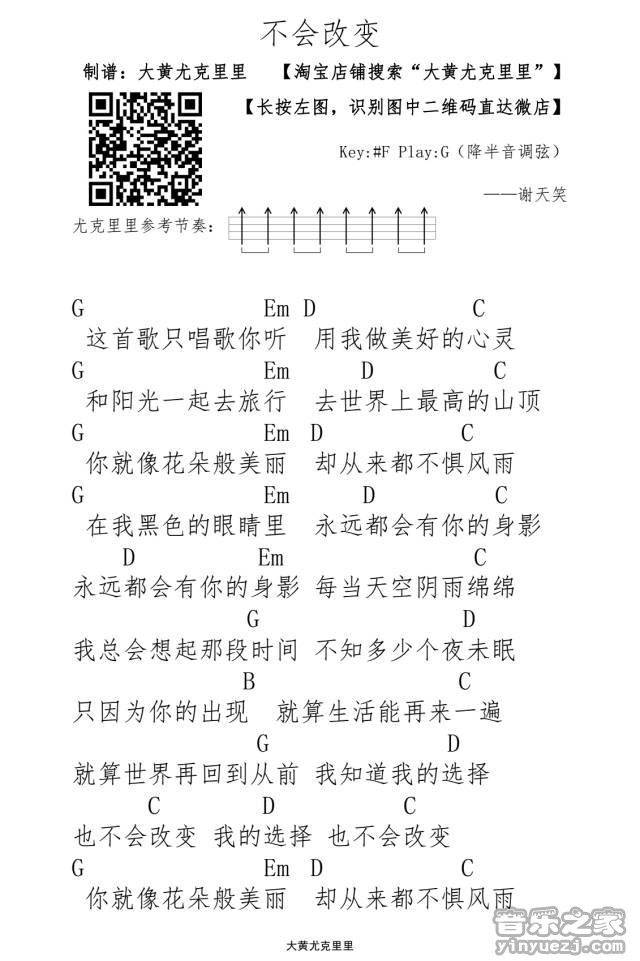 不会改变
制谱：大黄尤克里里 【淘宝店铺搜索“大黄尤克里里”】
【长按左图，识别图中二维码直达微店】
Key:#F Play:G（降半音调弦）
——谢天笑
尤克里里参考节奏：
G Em D C
这首歌只唱歌你听 用我做美好的心灵
G Em D C
和阳光一起去旅行 去世界上最高的山顶
G Em D C
你就像花朵般美丽 却从来都不惧风雨
G Em D C
在我黑色的眼睛里 永远都会有你的身影
D Em C
永远都会有你的身影 每当天空阴雨绵绵
G D
我总会想起那段时间 不知多少个夜未眠
B C
只因为你的出现 就算生活能再来一遍
G D
就算世界再回到从前 我知道我的选择
C D C
也不会改变 我的选择 也不会改变
G Em D C
你就像花朵般美丽 却从来都不惧风雨
大黄尤克里里
音乐之家
yinyuezj.com